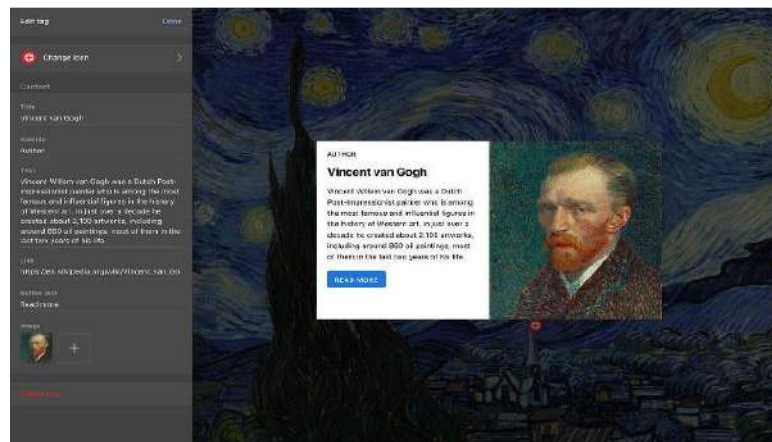 Edit tag
Done
Change icon
Content
Title
Vincent van Gogh
Subtitle
Author
Text
Vincent Willem van Gogh was a Dutch Post-
Impressionist painter who is among the most
famous and influential figures in the history
of Western art. In just over a decade he
created about 2,100 artworks, including
around 860 oil paintings, most of them in the
last two years of his life.
Link
https://en.wikipedia.org/wiki/Vincent_van_Go
Button text
Read more
Image
Delete tag
AUTHOR
Vincent van Gogh
Vincent Willem van Gogh was a Dutch
Post-Impressionist painter who is among
the most famous and influential figures in
the history of Western art. In just over a
decade he created about 2,100 artworks,
including around 860 oil paintings, most
of them in the last two years of his life.
READ MORE